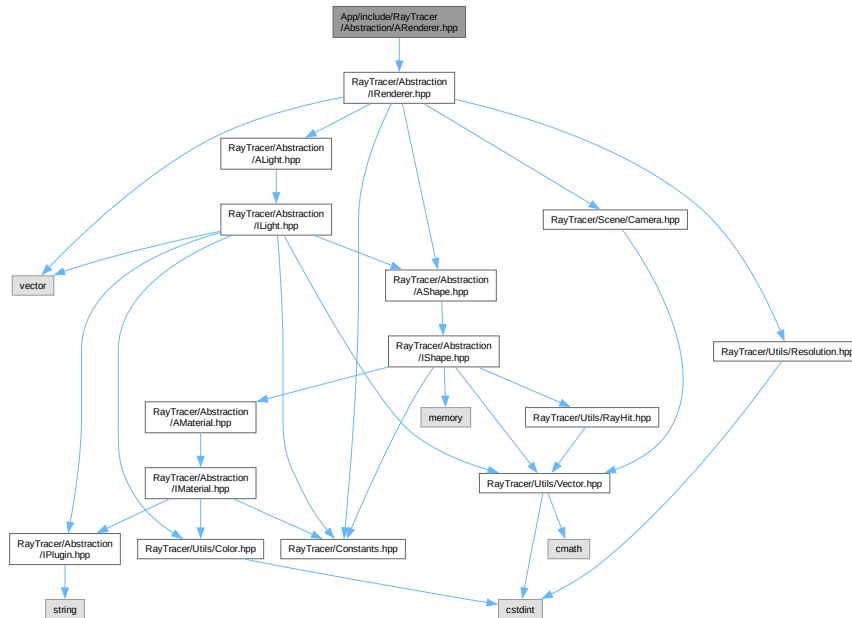 App/include/RayTracer
/Abstraction/ARenderer.hpp
RayTracer/Abstraction
/IRenderer.hpp
RayTracer/Abstraction
/ALight.hpp
RayTracer/Abstraction
/ILight.hpp
RayTracer/Scene/Camera.hpp
vector
RayTracer/Abstraction
/AShape.hpp
RayTracer/Abstraction
/IShape.hpp
RayTracer/Utils/Resolution.hpp
RayTracer/Abstraction
/AMaterial.hpp
memory
RayTracer/Utils/RayHit.hpp
RayTracer/Abstraction
/IMaterial.hpp
RayTracer/Utils/Vector.hpp
RayTracer/Abstraction
/IPlugin.hpp
RayTracer/Utils/Color.hpp
RayTracer/Constants.hpp
cmath
string
cstdint